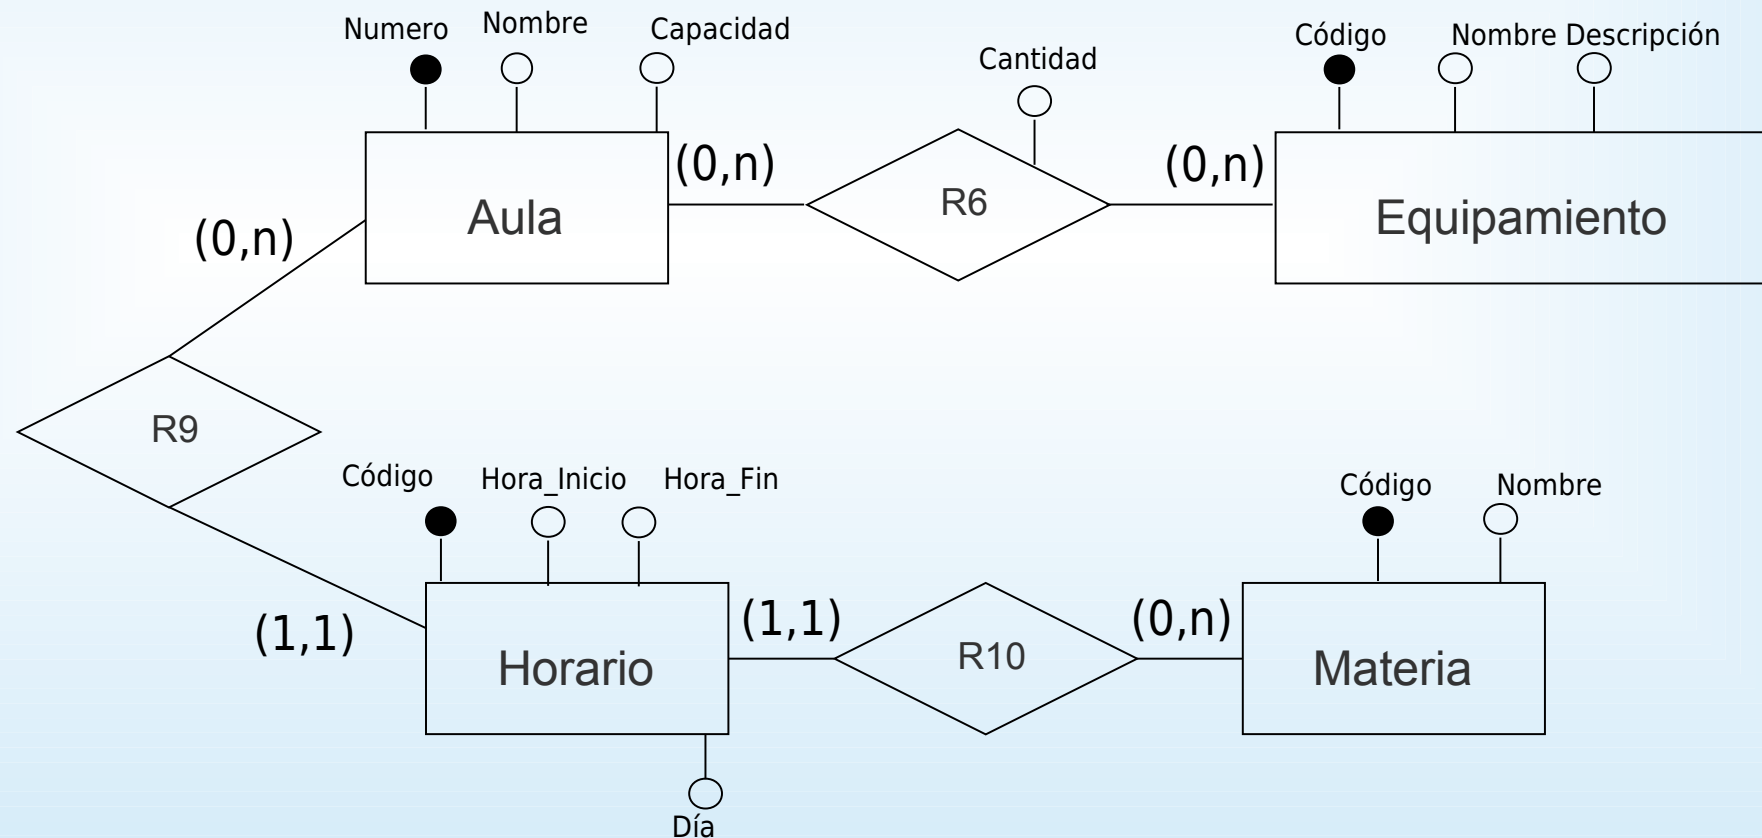 Numero Nombre Capacidad
Cantidad
Código Nombre Descripción
(0,n) (0,n)
Aula R6 Equipamiento
(0,n)
R9
Código Hora_Inicio Hora_Fin
Código Nombre
(1,1) (1,1) (0,n)
Horario R10 Materia
Día